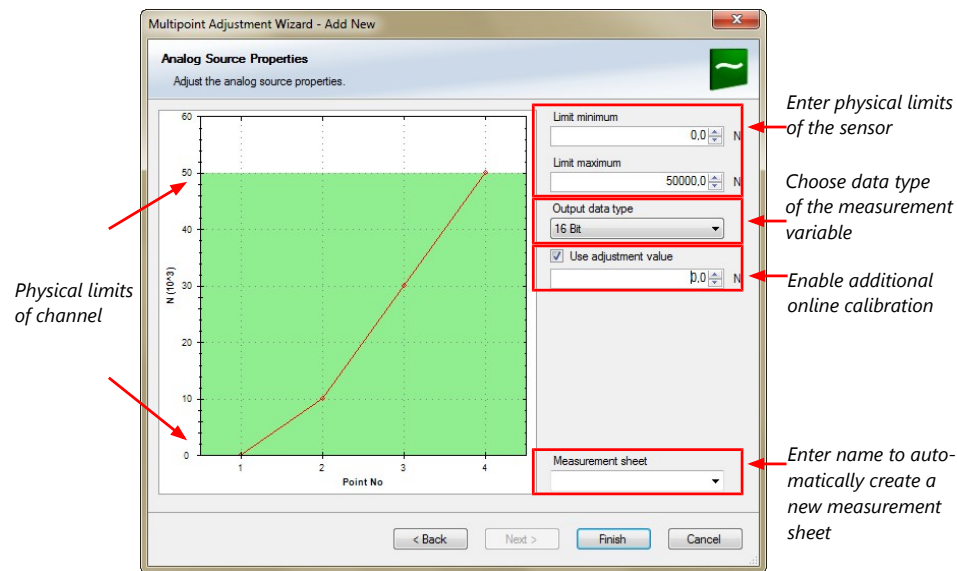 Multipoint Adjustment Wizard - Add New
Analog Source Properties
Adjust the analog source properties.
60
50
40
30
20
10
0
N (10^3)
1
2
3
4
Point No
Limit minimum
0,0
N
Limit maximum
50000,0
N
Output data type
16 Bit
Use adjustment value
0,0
N
Measurement sheet
< Back
Next >
Finish
Cancel
Physical limits
of channel
Enter physical limits
of the sensor
Choose data type
of the measurement
variable
Enable additional
online calibration
Enter name to auto-
matically create a
new measurement
sheet